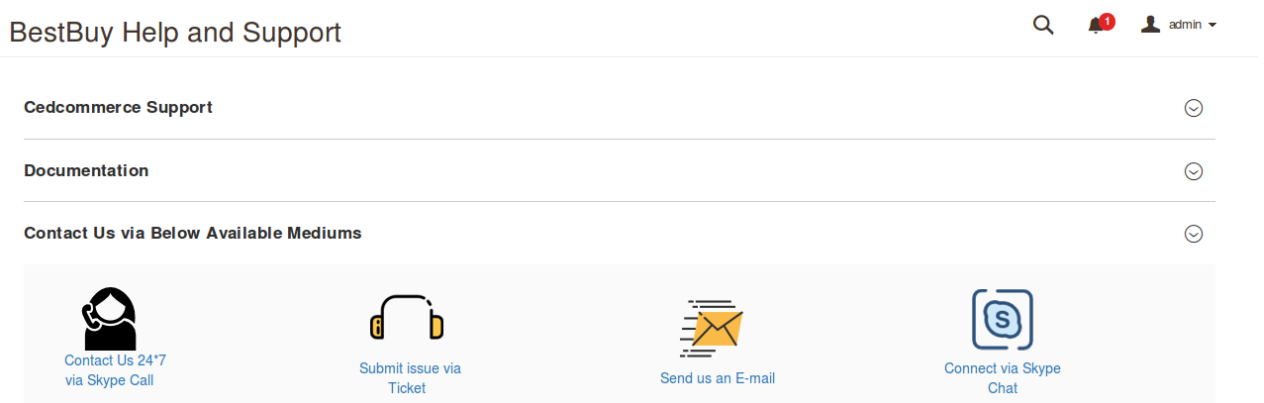 BestBuy Help and Support
1
admin
Cedcommerce Support
Documentation
Contact Us via Below Available Mediums
S
Contact Us 24*7
via Skype Call
Submit issue via
Ticket
Send us an E-mail
Connect via Skype
Chat